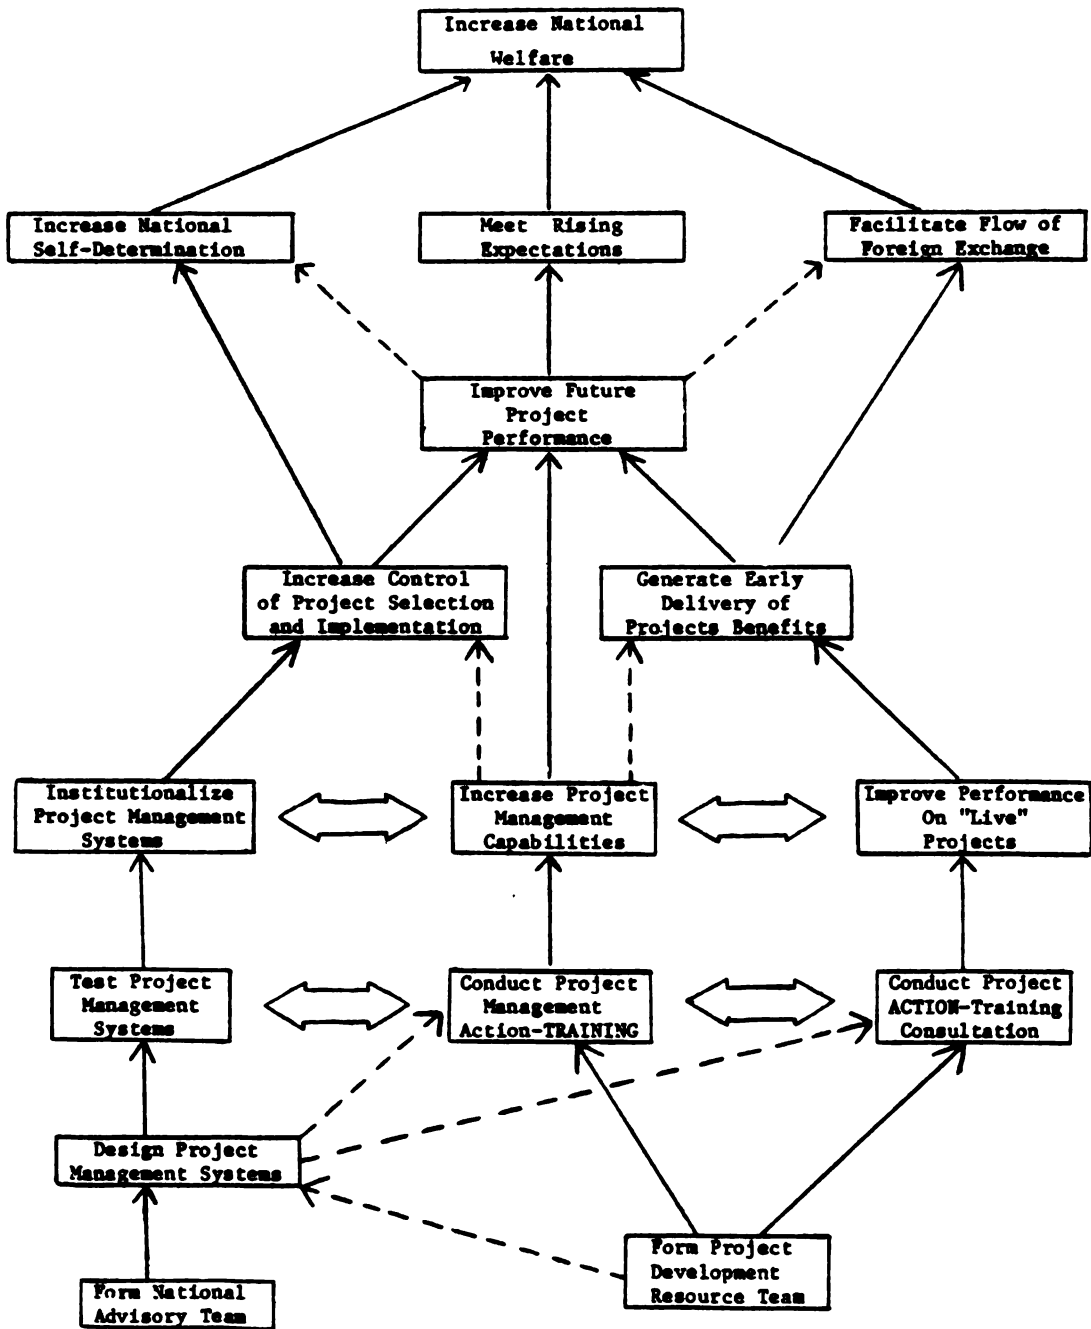 Increase National
Welfare
Increase National
Self-Determination
Meet Rising
Expectations
Facilitate Flow of
Foreign Exchange
Improve Future
Project
Performance
Increase Control
of Project Selection
and Implementation
Generate Early
Delivery of
Projects Benefits
Institutionalize
Project Management
Systems
Increase Project
Management
Capabilities
Improve Performance
On "Live"
Projects
Test Project
Management
Systems
Conduct Project
Management
Action-TRAINING
Conduct Project
ACTION-Training
Consultation
Design Project
Management Systems
Form Project
Development
Resource Team
Form National
Advisory Team